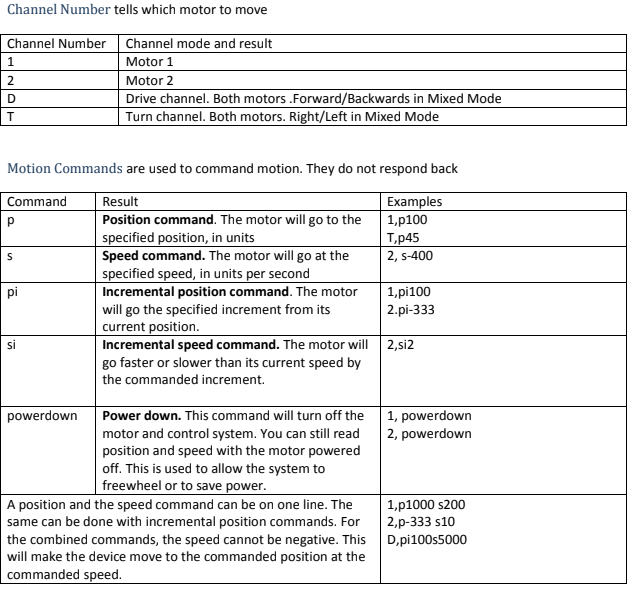 Channel Number tells which motor to move
Channel Number Channel mode and result
1 Motor 1
2 Motor 2
D Drive channel. Both motors .Forward/Backwards in Mixed Mode
T Turn channel. Both motors. Right/Left in Mixed Mode
Motion Commands are used to command motion. They do not respond back
Command Result Examples
p Position command. The motor will go to the 1,p100
specified position, in units T,p45
s Speed command. The motor will go at the 2, s-400
specified speed, in units per second
pi Incremental position command. The motor 1,pi100
will go the specified increment from its 2.pi-333
current position.
si Incremental speed command. The motor will 2,si2
go faster or slower than its current speed by
the commanded increment.
powerdown Power down. This command will turn off the 1, powerdown
motor and control system. You can still read 2, powerdown
position and speed with the motor powered
off. This is used to allow the system to
freewheel or to save power.
A position and the speed command can be on one line. The 1,p1000 s200
same can be done with incremental position commands. For 2,p-333 s10
the combined commands, the speed cannot be negative. This D,pi100s5000
will make the device move to the commanded position at the
commanded speed.